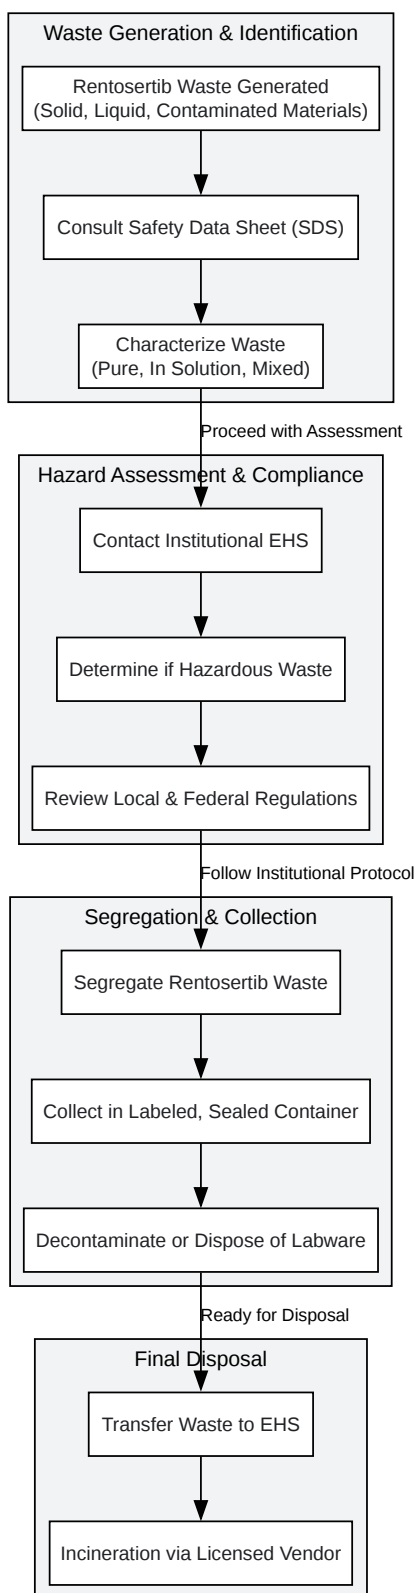 Waste Generation & Identification
Rentosertib Waste Generated
(Solid, Liquid, Contaminated Materials)
Consult Safety Data Sheet (SDS)
Characterize Waste
(Pure, In Solution, Mixed)
Proceed with Assessment
Hazard Assessment & Compliance
Contact Institutional EHS
Determine if Hazardous Waste
Review Local & Federal Regulations
Follow Institutional Protocol
Segregation & Collection
Segregate Rentosertib Waste
Collect in Labeled, Sealed Container
Decontaminate or Dispose of Labware
Ready for Disposal
Final Disposal
Transfer Waste to EHS
Incineration via Licensed Vendor